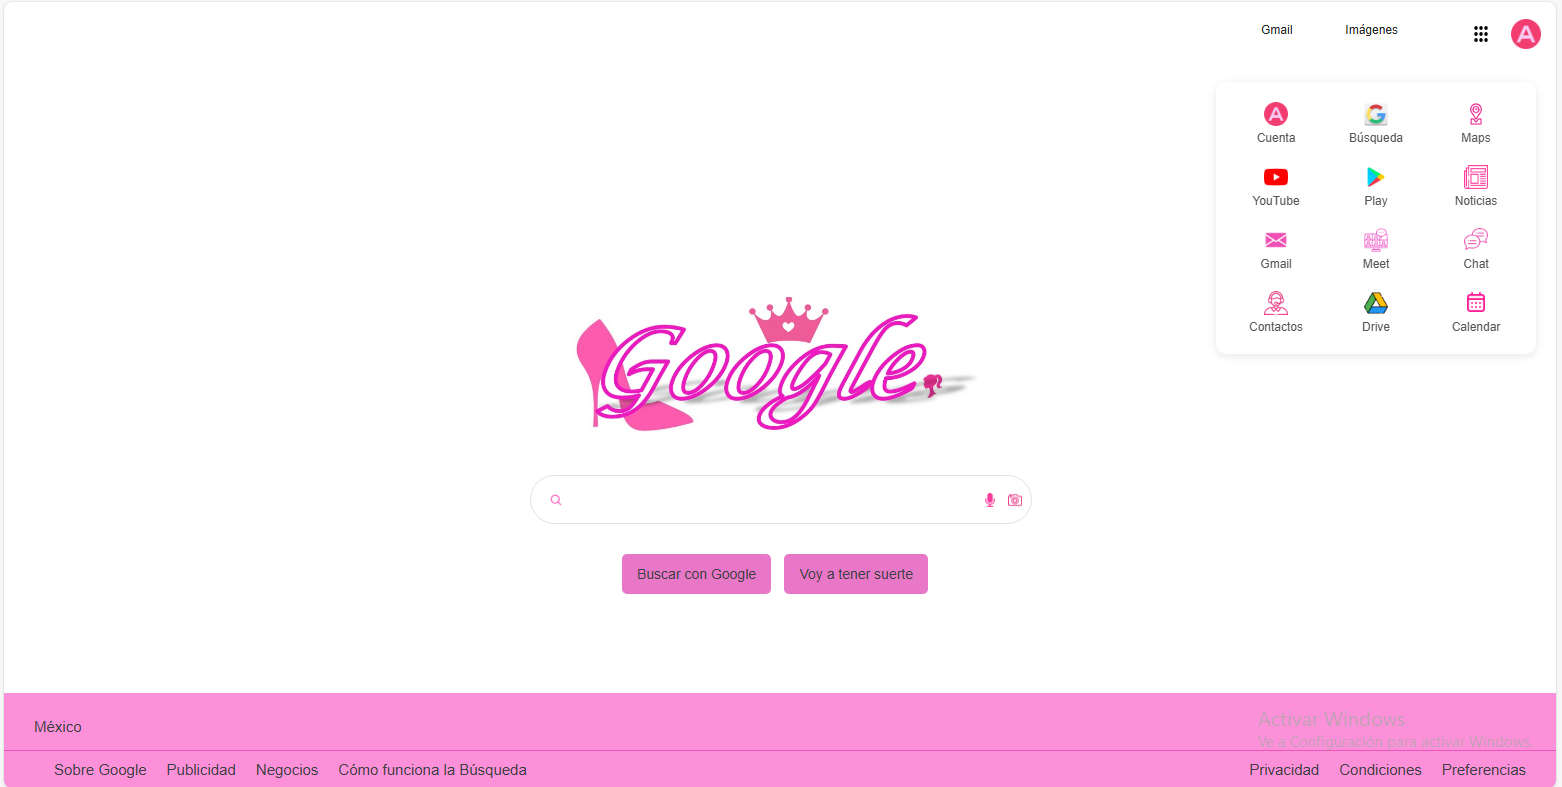 Gmail
Imágenes
A
A
Cuenta
Búsqueda
Maps
YouTube
Play
Noticias
Gmail
Meet
Chat
Contactos
Drive
Calendar
Google
Buscar con Google
Voy a tener suerte
México
Activar Windows
Ve a Configuración para activar Windows.
Sobre Google Publicidad Negocios Cómo funciona la Búsqueda Privacidad Condiciones Preferencias